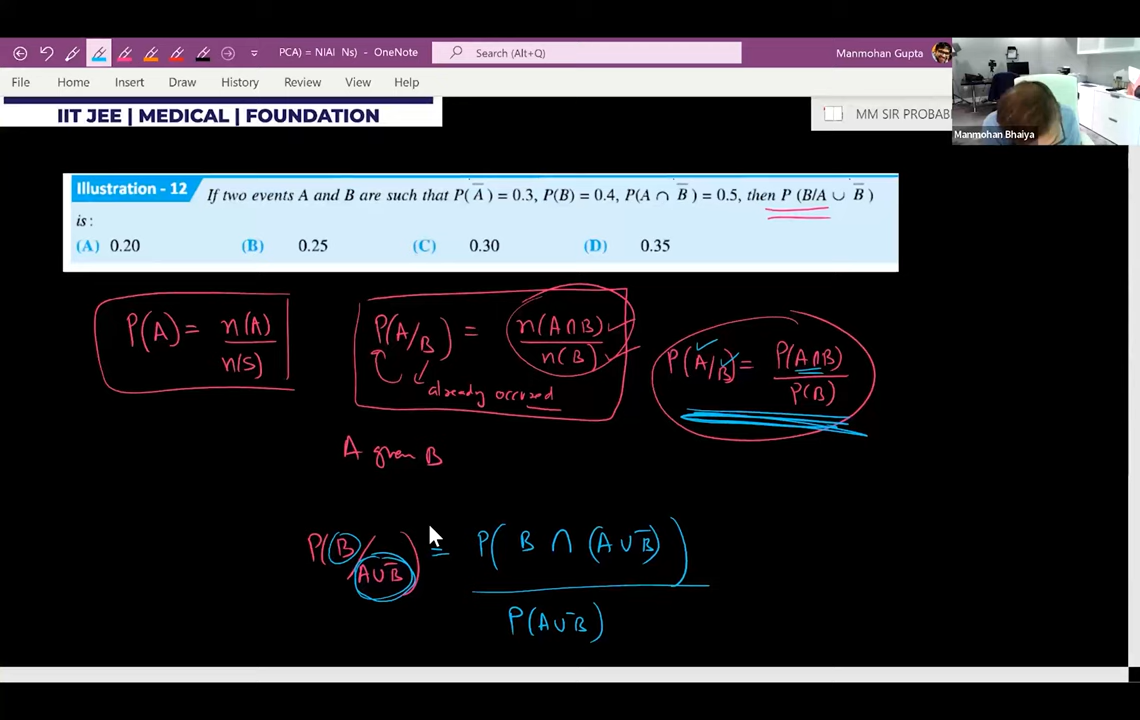 PCA) = N(AI Ns) - OneNote
Search (Alt+Q)
Manmohan Gupta
File Home Insert Draw History Review View Help
IIT JEE | MEDICAL | FOUNDATION
MM SIR PROBAB
Manmohan Bhaiya
Illustration - 12 If two events A and B are such that P(A̅) = 0.3, P(B) = 0.4, P(A ∩ B̅) = 0.5, then P (B/A ∪ B̅)
is :
(A) 0.20 (B) 0.25 (C) 0.30 (D) 0.35
P(A) = n(A) / n(S)
P(A/B) = n(A∩B) / n(B)
already occured
P(A/B) = P(A∩B) / P(B)
A given B
P(B/A∪B̅) = P(B ∩ (A∪B̅)) / P(A∪B̅)